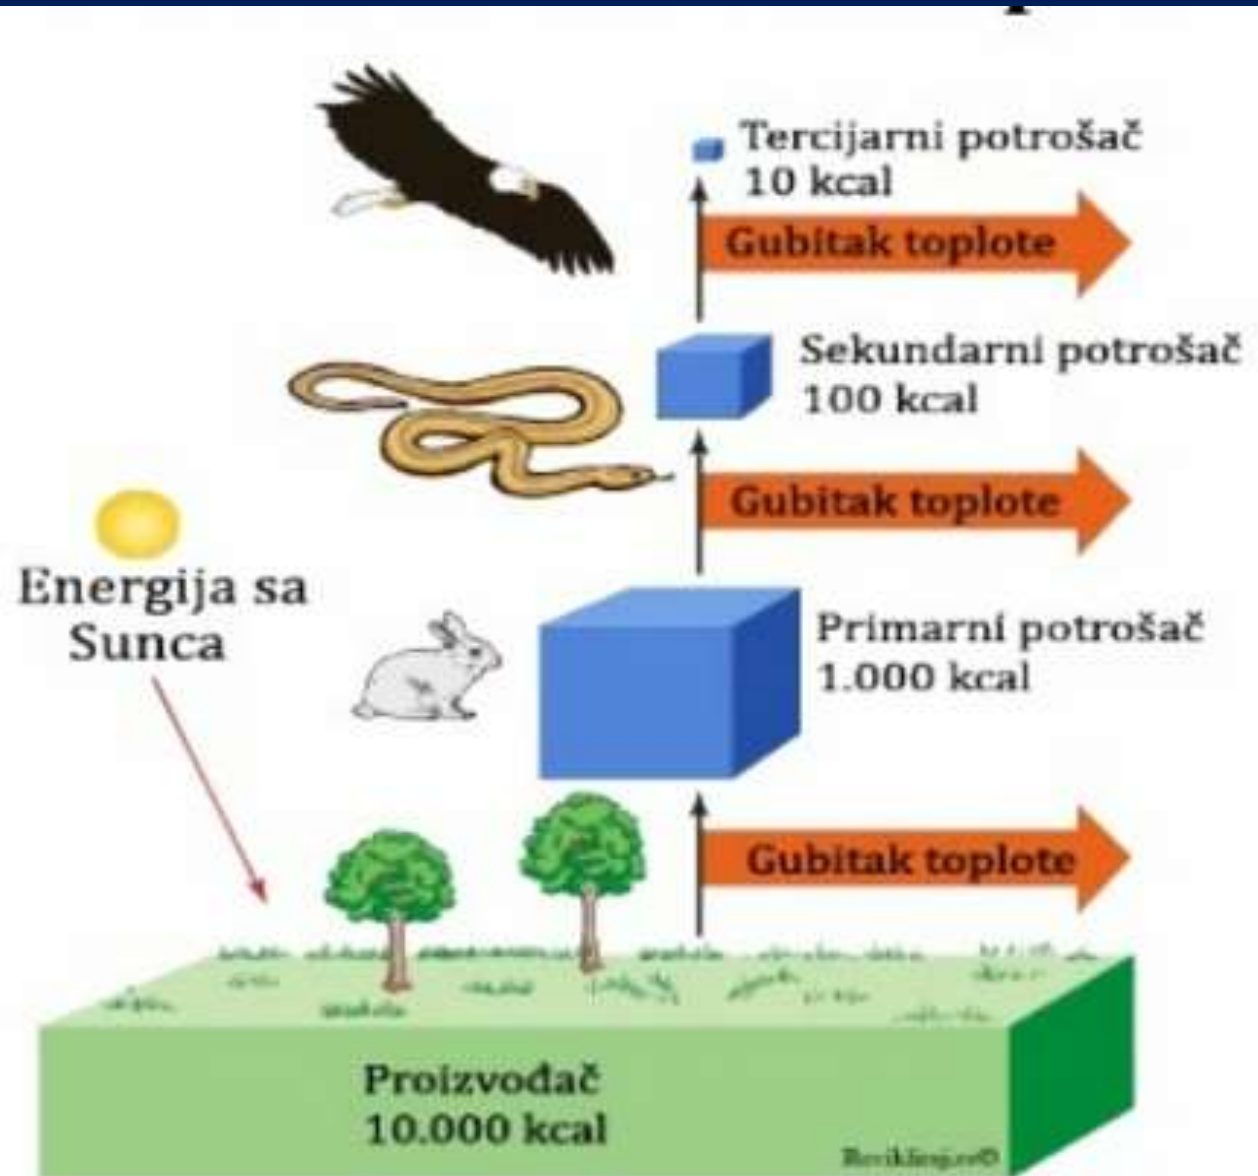 Tercijarni potrošač
10 kcal
Gubitak toplote
Sekundarni potrošač
100 kcal
Gubitak toplote
Energija sa
Sunca
Primarni potrošač
1.000 kcal
Gubitak toplote
Proizvođač
10.000 kcal